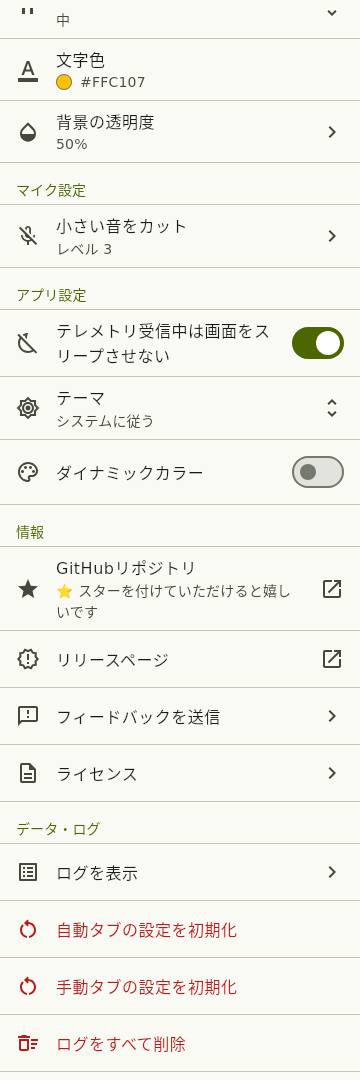 中
文字色
#FFC107
背景の透明度
50%
マイク設定
小さい音をカット
レベル 3
アプリ設定
テレメトリ受信中は画面をス
リープさせない
テーマ
システムに従う
ダイナミックカラー
情報
GitHubリポジトリ
⭐ スターを付けていただけると嬉し
いです
リリースページ
フィードバックを送信
ライセンス
データ・ログ
ログを表示
自動タブの設定を初期化
手動タブの設定を初期化
ログをすべて削除